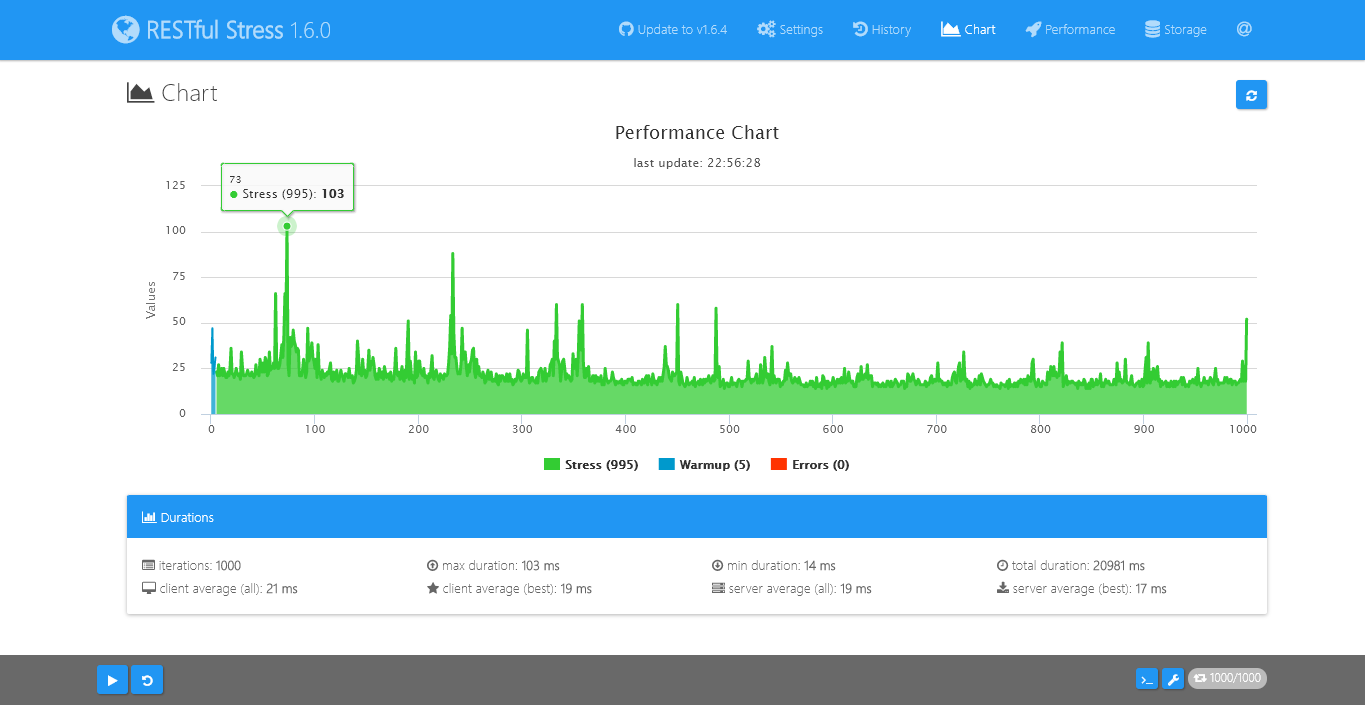 RESTful Stress 1.6.0
Update to v1.6.4 Settings History Chart Performance Storage @
Chart
Performance Chart
last update: 22:56:28
73
Stress (995): 103
Values
125
100
75
50
25
0
0 100 200 300 400 500 600 700 800 900 1000
Stress (995) Warmup (5) Errors (0)
Durations
iterations: 1000 max duration: 103 ms min duration: 14 ms total duration: 20981 ms
client average (all): 21 ms client average (best): 19 ms server average (all): 19 ms server average (best): 17 ms
>_ 1000/1000